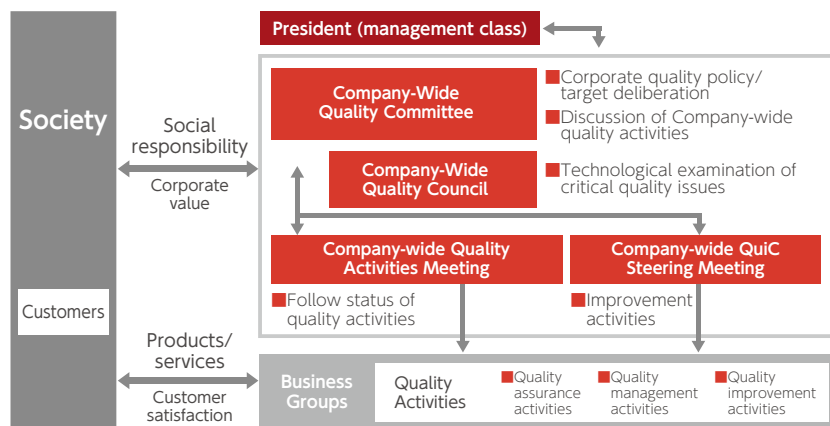 President (management class)
Society
Company-Wide
Quality Committee
Corporate quality policy/
target deliberation
Discussion of Company-wide
quality activities
Social
responsibility
Corporate
value
Company-Wide
Quality Council
Technological examination of
critical quality issues
Company-wide Quality
Activities Meeting
Company-wide QuiC
Steering Meeting
Follow status of
quality activities
Improvement
activities
Customers
Products/
services
Customer
satisfaction
Business
Groups
Quality
Activities
Quality
assurance
activities
Quality
management
activities
Quality
improvement
activities